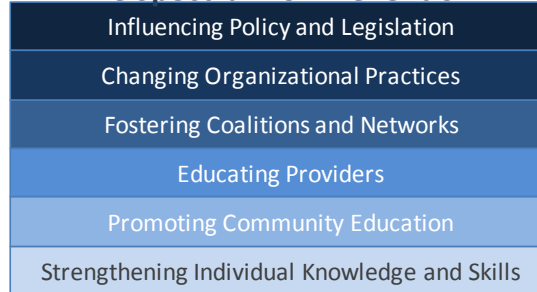 Influencing Policy and Legislation
Changing Organizational Practices
Fostering Coalitions and Networks
Educating Providers
Promoting Community Education
Strengthening Individual Knowledge and Skills